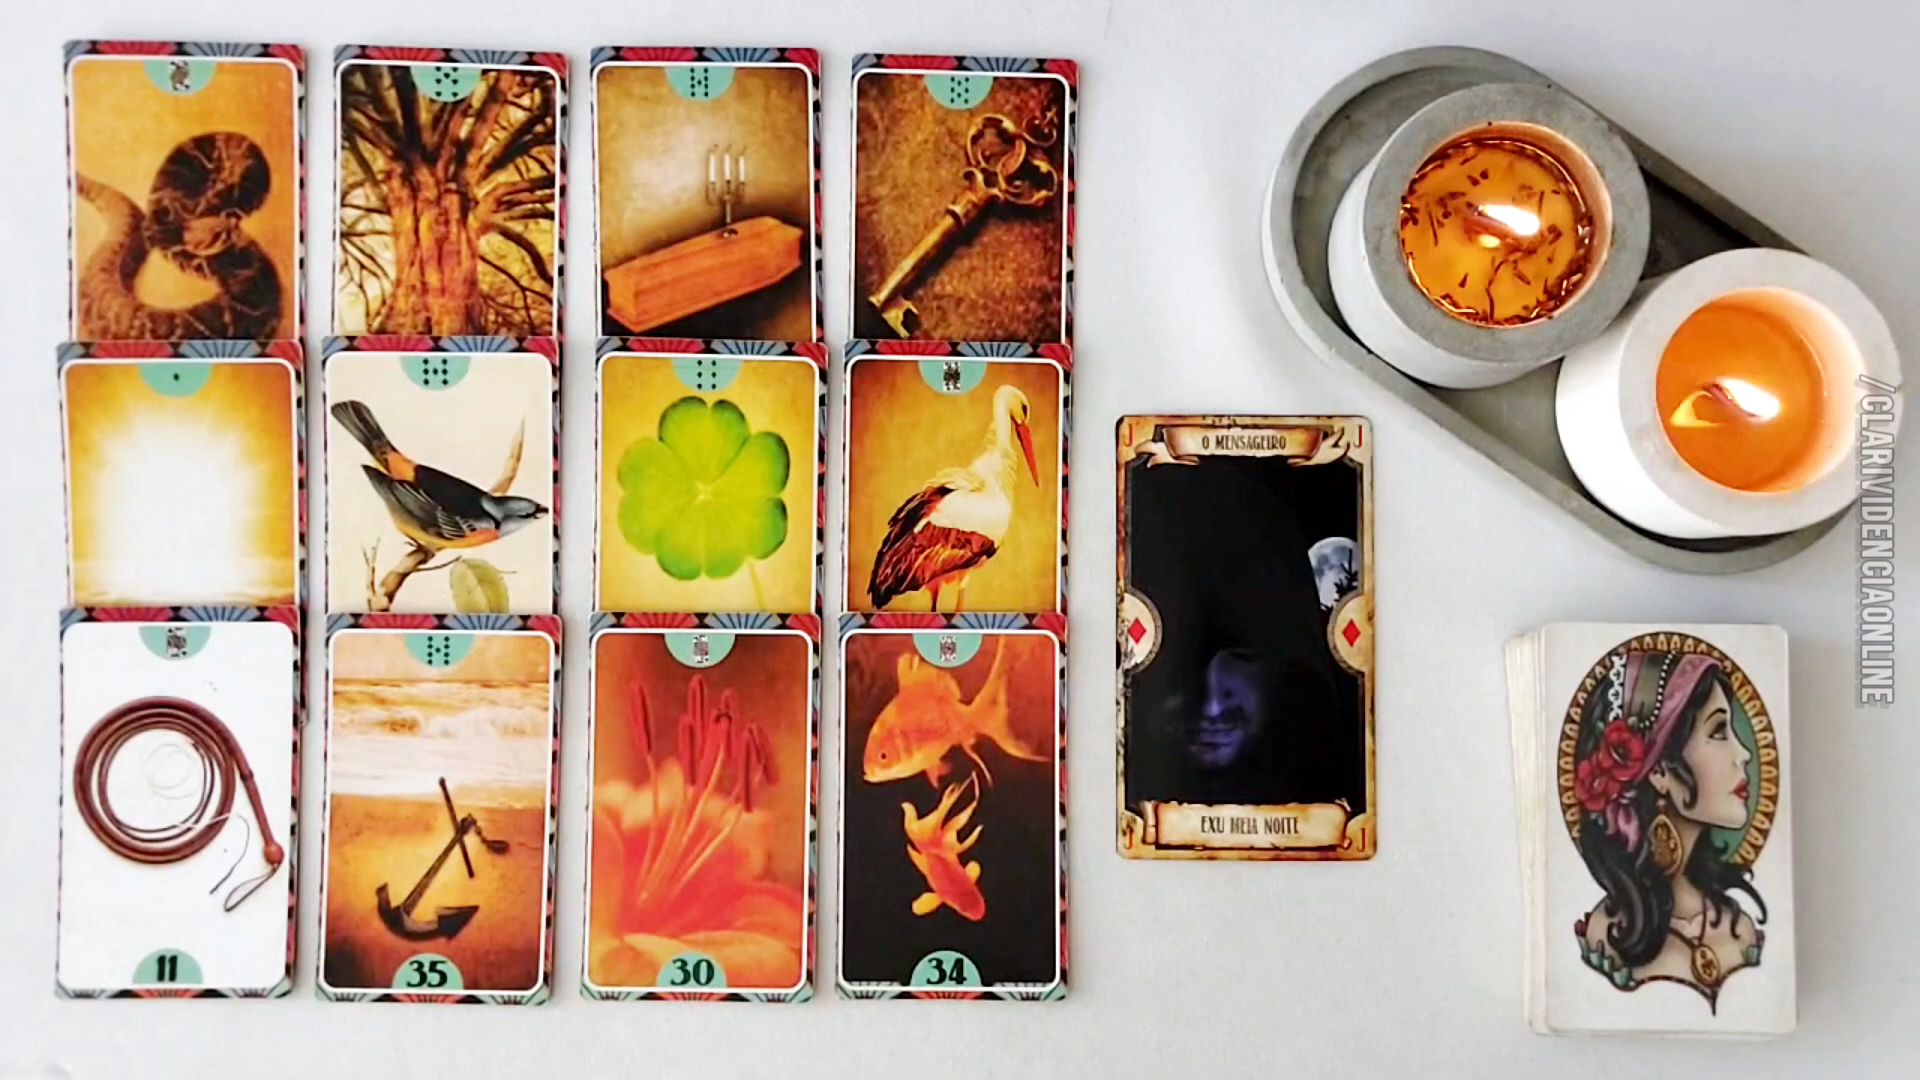 11
35
30
34
J
O MENSAGEIRO
J
EXU MEIA NOITE
J
J
/CLARIVIDENCIAONLINE